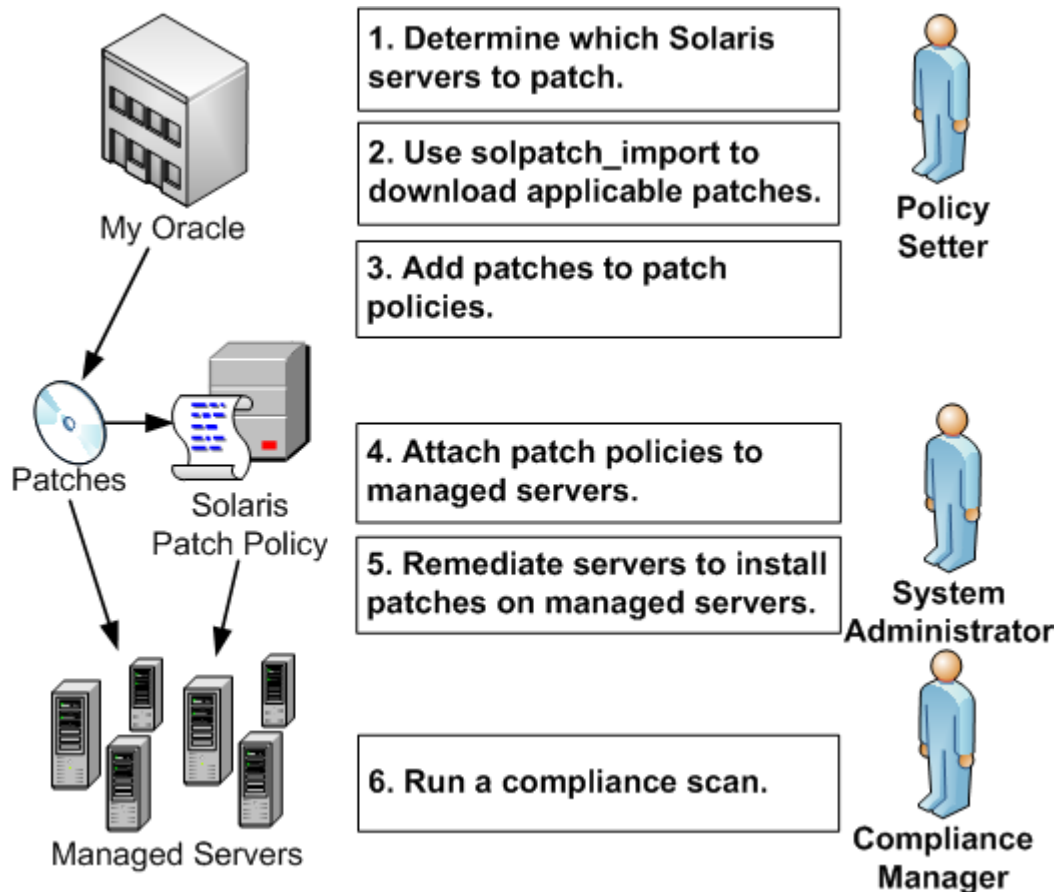 My Oracle
Patches
Solaris
Patch Policy
Managed Servers
1. Determine which Solaris
servers to patch.
2. Use solpatch_import to
download applicable patches.
3. Add patches to patch
policies.
Policy
Setter
4. Attach patch policies to
managed servers.
5. Remediate servers to install
patches on managed servers.
System
Administrator
6. Run a compliance scan.
Compliance
Manager